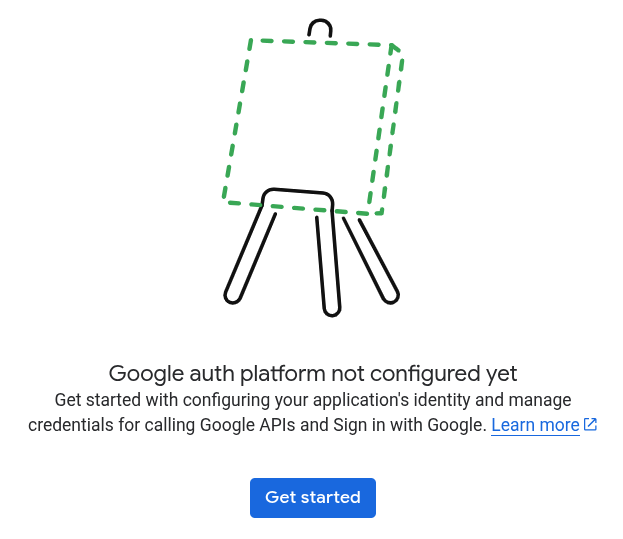 Google auth platform not configured yet
Get started with configuring your application's identity and manage
credentials for calling Google APIs and Sign in with Google. Learn more
Get started